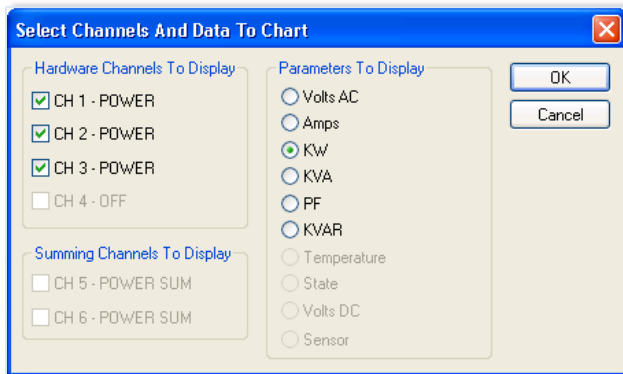 Select Channels And Data To Chart
Hardware Channels To Display
CH 1 - POWER
CH 2 - POWER
CH 3 - POWER
CH 4 - OFF
Summing Channels To Display
CH 5 - POWER SUM
CH 6 - POWER SUM
Parameters To Display
Volts AC
Amps
KW
KVA
PF
KVAR
Temperature
State
Volts DC
Sensor
OK
Cancel